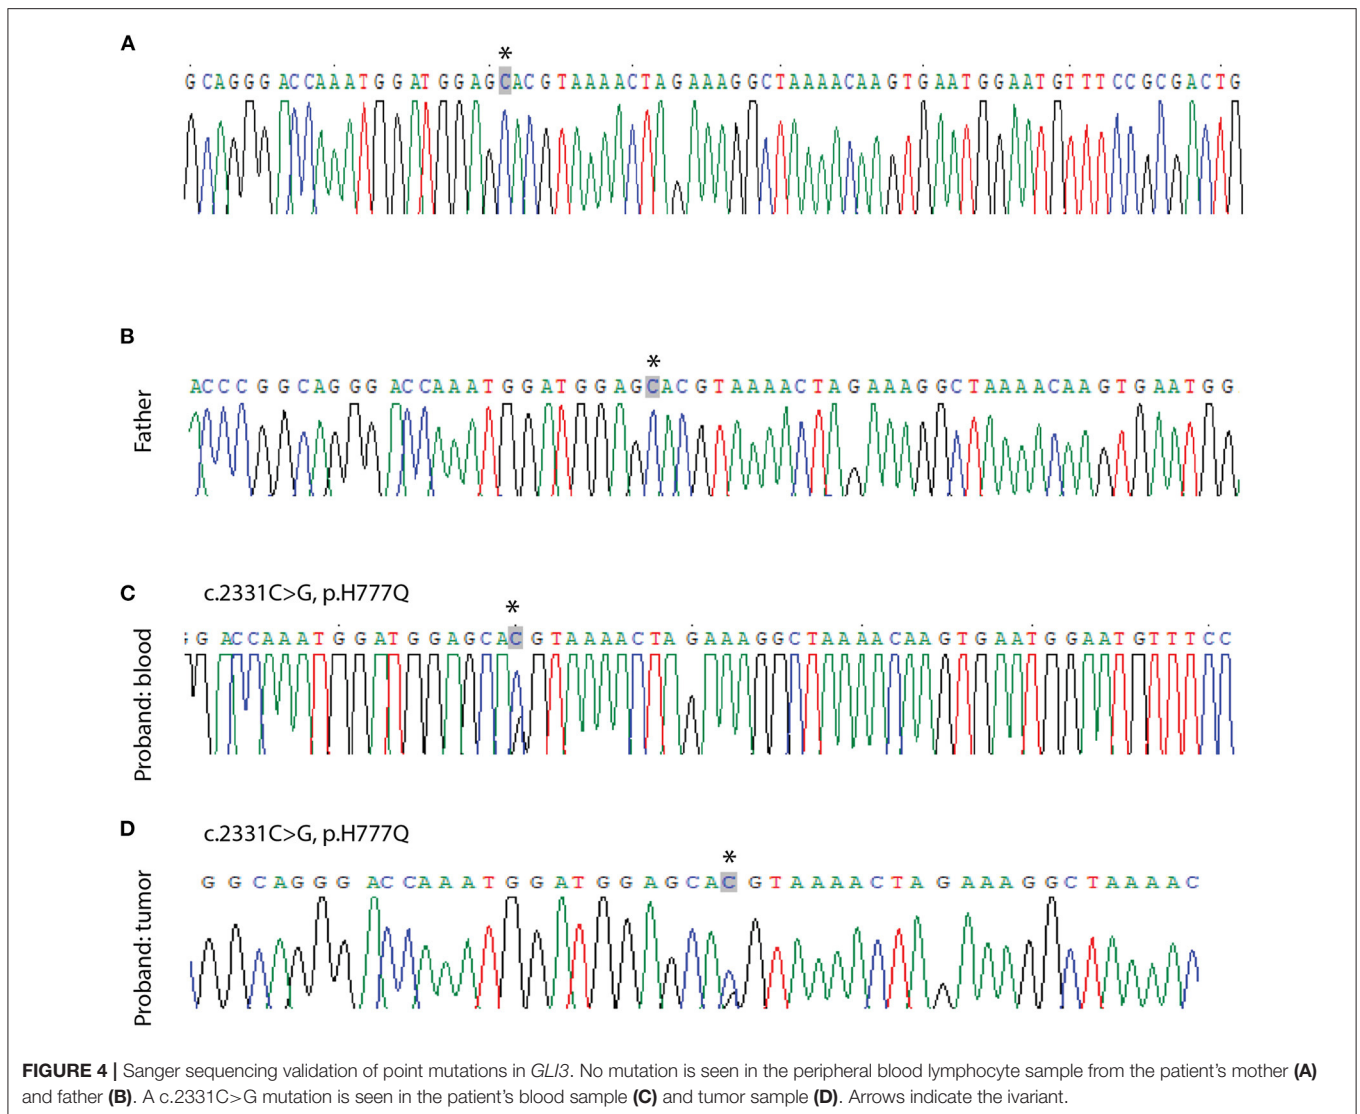 A
*
GCAGGGACCAAATGGATGGAGCACGTAAAACTAGAAAGGCTAAAACAAGTGAATGGAATGTTTCCGCGACTG
B
*
Father
ACCCGGCAGGGACCAAATGGATGGAGCACGTAAAACTAGAAAGGCTAAAACAAGTGAATGG
C
c.2331C>G, p.H777Q
*
Proband: blood
GACCAAATGGATGGAGCACGTAAAACTAGAAAGGCTAAAACAAGTGAATGGAATGTTTCC
D
c.2331C>G, p.H777Q
*
Proband: tumor
GGCAGGGACCAAATGGATGGAGCACGTAAAACTAGAAAGGCTAAAAC
FIGURE 4 | Sanger sequencing validation of point mutations in GLI3. No mutation is seen in the peripheral blood lymphocyte sample from the patient's mother (A)
and father (B). A c.2331C>G mutation is seen in the patient's blood sample (C) and tumor sample (D). Arrows indicate the ivariant.